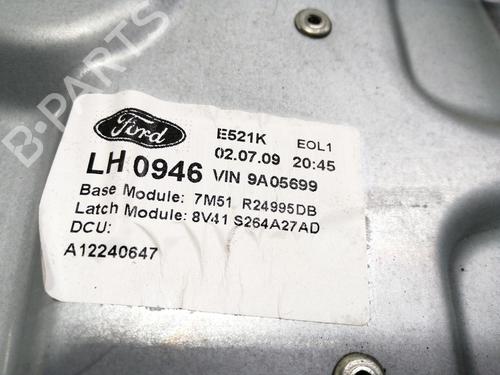 B-PARTS
Ford
E521K EOL1
02.07.09 20:45
LH 0946 VIN 9A05699
Base Module: 7M51 R24995DB
Latch Module: 8V41 S264A27AD
DCU:
A12240647